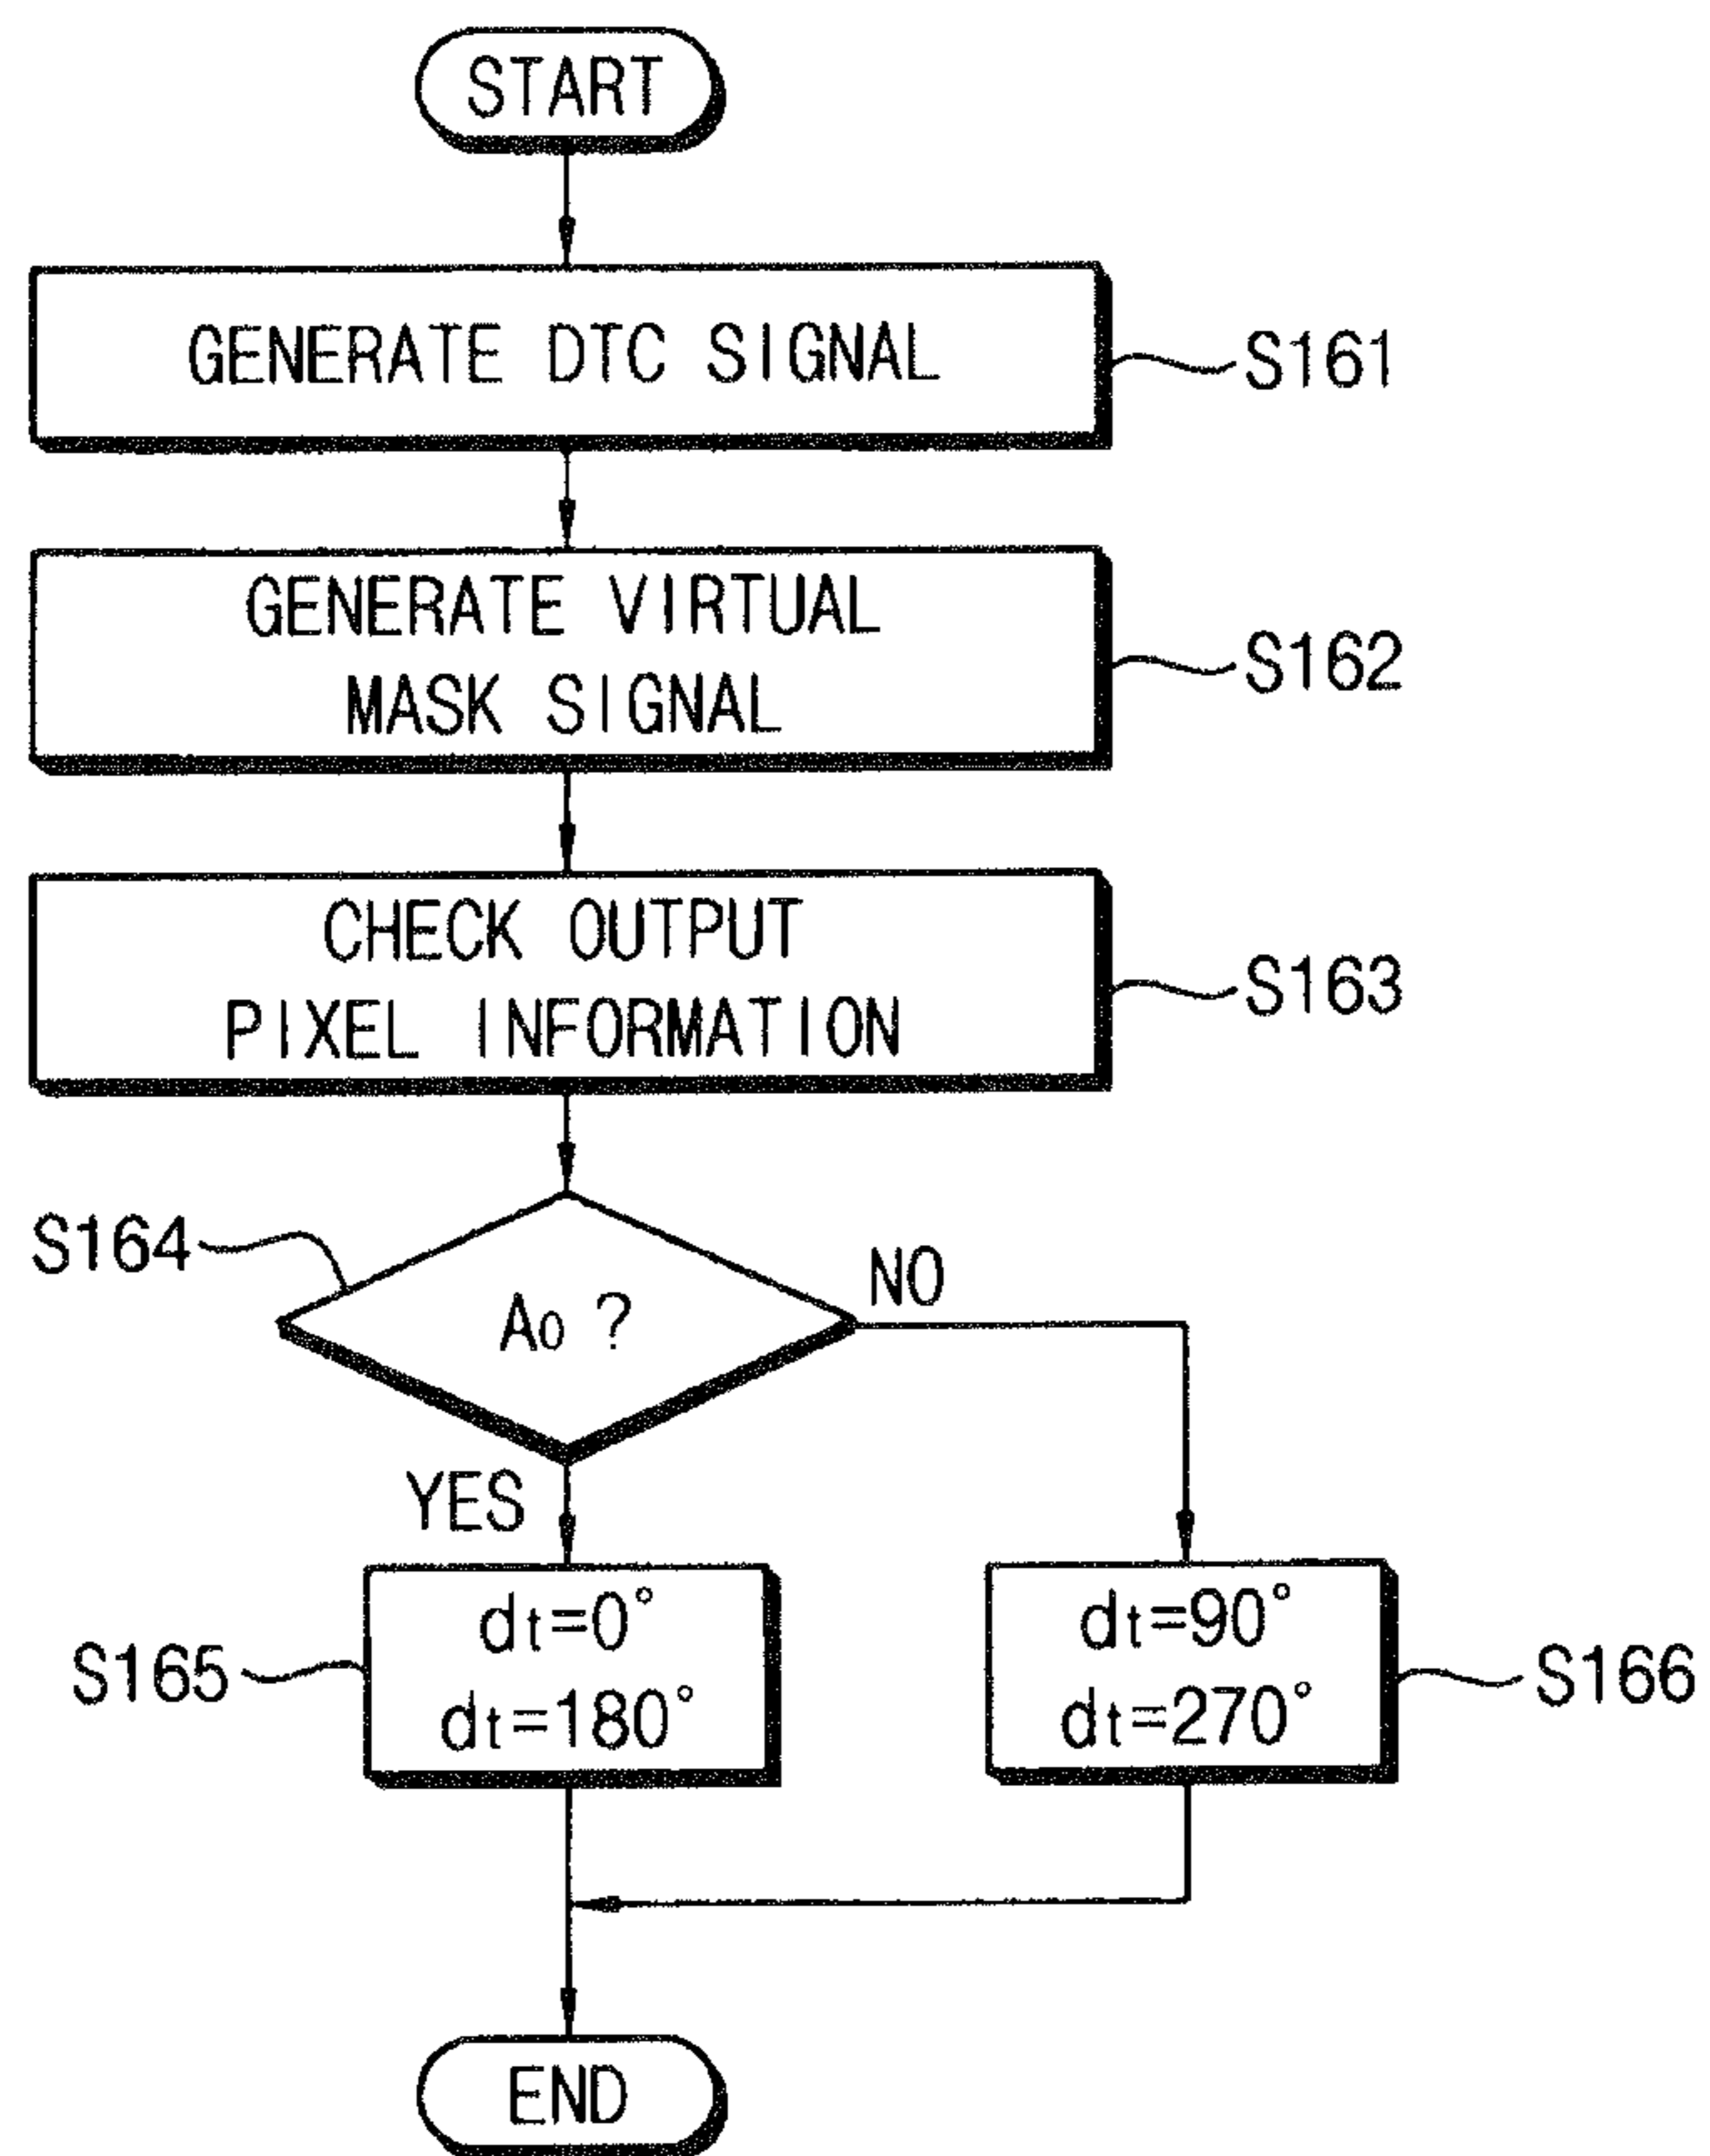 START
GENERATE DTC SIGNAL
S161
GENERATE VIRTUAL
MASK SIGNAL
S162
CHECK OUTPUT
PIXEL INFORMATION
S163
S164
A0 ?
NO
YES
dt=0°
dt=180°
S165
dt=90°
dt=270°
S166
END